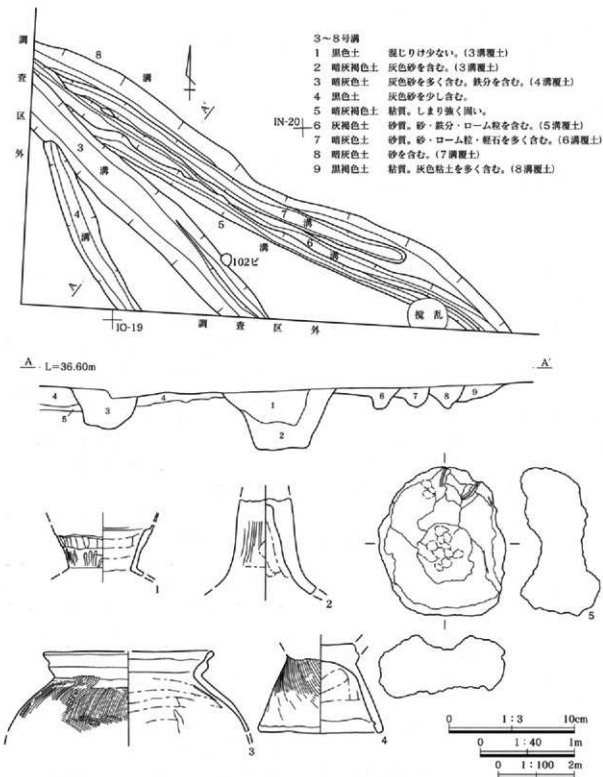 3〜8号溝
1 黒色土 混じりけ少ない。(3溝覆土)
2 暗灰褐色土 灰色砂を含む。(3溝覆土)
3 暗灰色土 灰色砂を多く含む。鉄分を含む。(4溝覆土)
4 黒色土 灰色砂を少し含む。
5 暗灰褐色土 粘質。しまり強く固い。
6 灰褐色土 砂質。砂・鉄分・ローム粒を含む。(5溝覆土)
7 暗灰色土 砂質。砂・ローム粒・軽石を多く含む。(6溝覆土)
8 暗灰色土 砂を含む。(7溝覆土)
9 黒褐色土 粘質。灰色粘土を多く含む。(8溝覆土)
調査区外
8溝
A'
IN-20
3溝
4溝
5溝
7溝
6溝
102ピ
A
攪乱
IO-19
調査区外
A L=36.60m A'
4 5 3 4 1 2 6 7 8 9
1
2
5
3
4
0 1:3 10cm
0 1:40 1m
0 1:100 2m